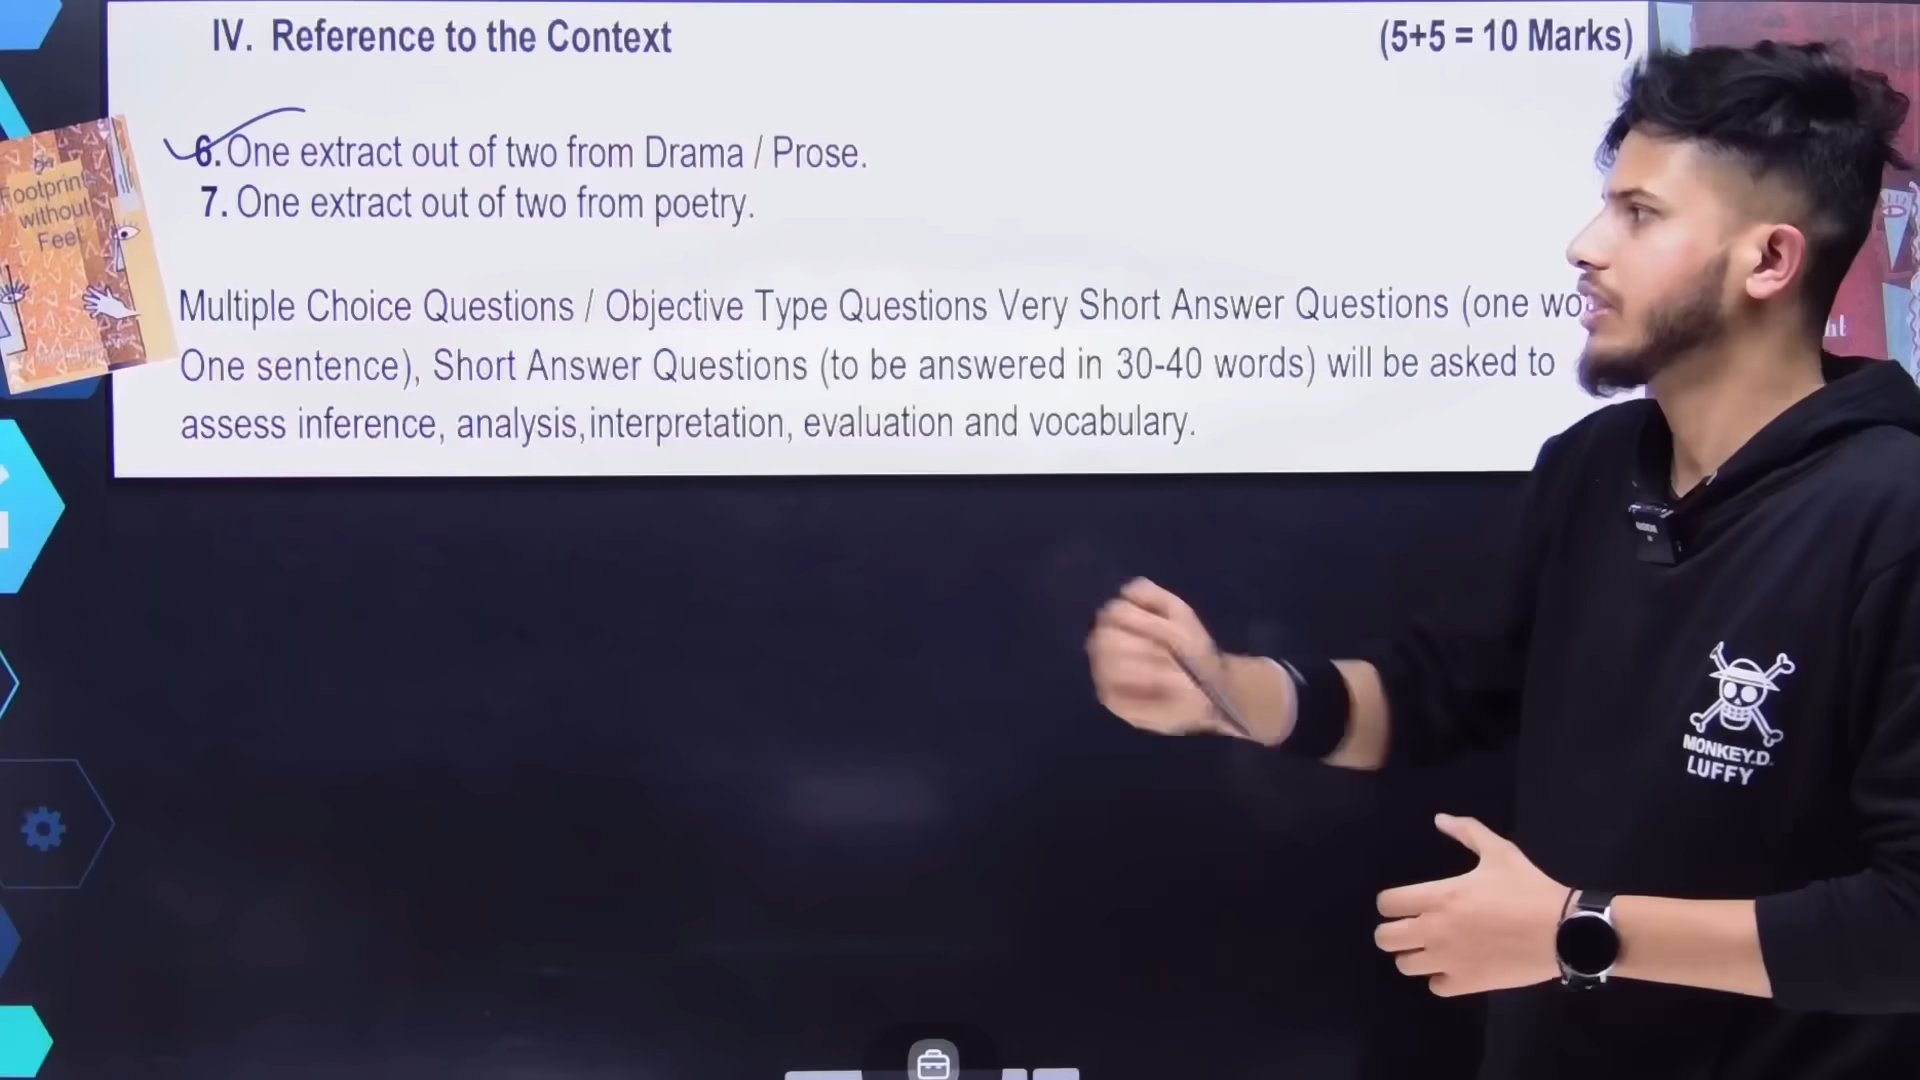 IV. Reference to the Context (5+5 = 10 Marks)
6. One extract out of two from Drama / Prose.
7. One extract out of two from poetry.
Footprints
without
Feet
Multiple Choice Questions / Objective Type Questions Very Short Answer Questions (one
One sentence), Short Answer Questions (to be answered in 30-40 words) will be asked to
assess inference, analysis, interpretation, evaluation and vocabulary.
MONKEY.D.
LUFFY